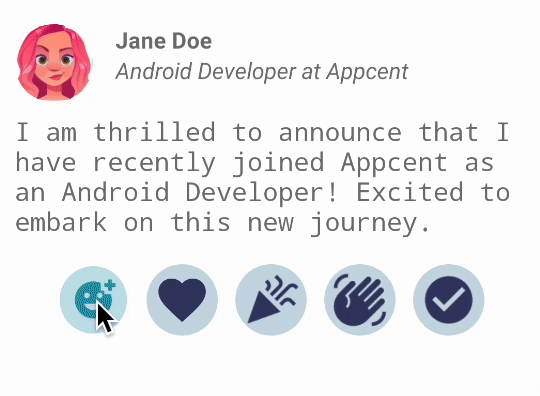 Jane Doe
Android Developer at Appcent
I am thrilled to announce that I
have recently joined Appcent as
an Android Developer! Excited to
embark on this new journey.